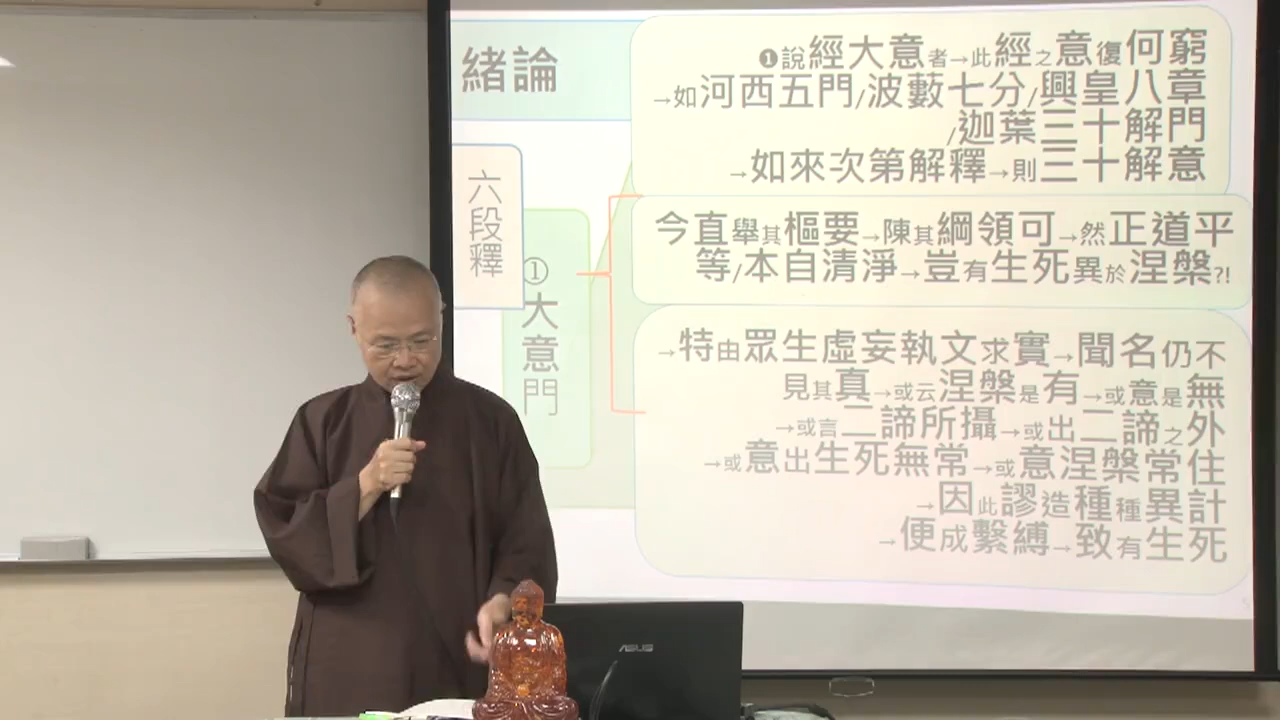 緒論
六段釋
①大意門
❶說經大意者→此經之意復何窮
→如河西五門/波藪七分/興皇八章
/迦葉三十解門
→如來次第解釋→則三十解意
今直舉其樞要→陳其綱領可→然正道平
等/本自清淨→豈有生死異於涅槃?!
→特由眾生虛妄執文求實→聞名仍不
見其真→或云涅槃是有→或意是無
→或言二諦所攝→或出二諦之外
→或意出生死無常→或意涅槃常住
→因此謬造種種異計
→便成繫縛→致有生死
ASUS